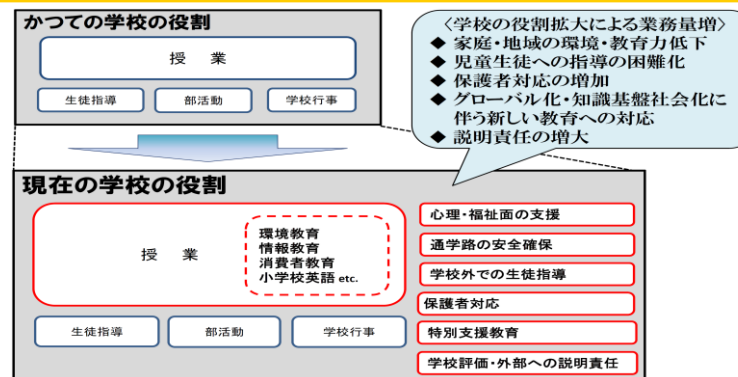 かつての学校の役割
授 業
生徒指導
部活動
学校行事
〈学校の役割拡大による業務量増〉
◆ 家庭・地域の環境・教育力低下
◆ 児童生徒への指導の困難化
◆ 保護者対応の増加
◆ グローバル化・知識基盤社会化に
伴う新しい教育への対応
◆ 説明責任の増大
現在の学校の役割
授 業
環境教育
情報教育
消費者教育
小学校英語 etc.
生徒指導
部活動
学校行事
心理・福祉面の支援
通学路の安全確保
学校外での生徒指導
保護者対応
特別支援教育
学校評価・外部への説明責任